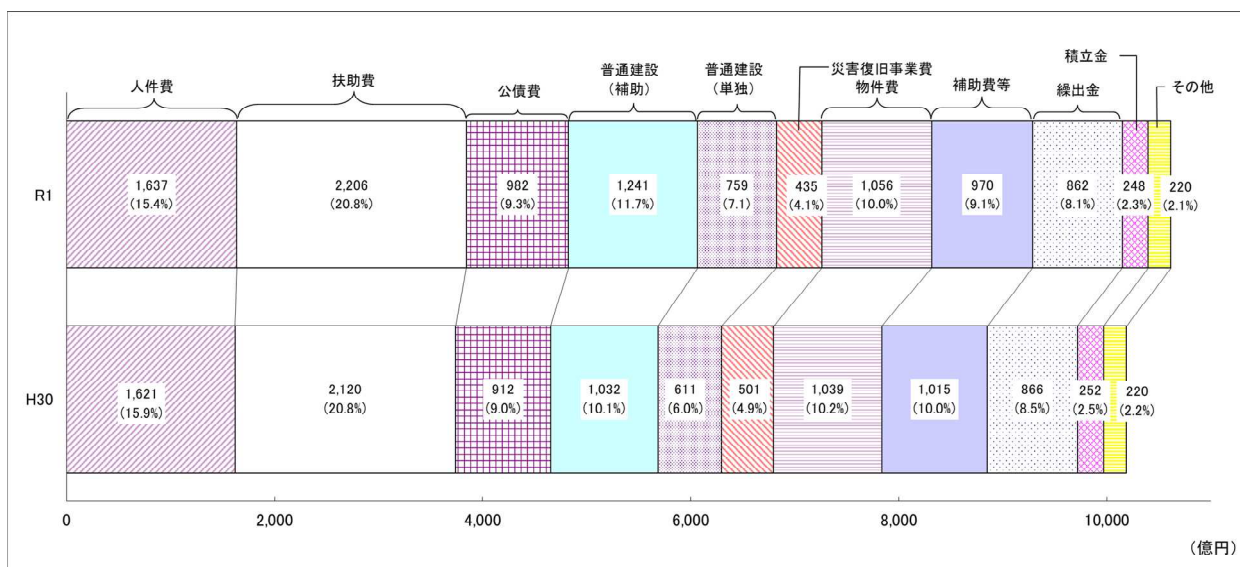 人件費
扶助費
公債費
普通建設
(補助)
普通建設
(単独)
災害復旧事業費
物件費
補助費等
繰出金
積立金
その他
R1
1,637
(15.4%)
2,206
(20.8%)
982
(9.3%)
1,241
(11.7%)
759
(7.1)
435
(4.1%)
1,056
(10.0%)
970
(9.1%)
862
(8.1%)
248
(2.3%)
220
(2.1%)
H30
1,621
(15.9%)
2,120
(20.8%)
912
(9.0%)
1,032
(10.1%)
611
(6.0%)
501
(4.9%)
1,039
(10.2%)
1,015
(10.0%)
866
(8.5%)
252
(2.5%)
220
(2.2%)
0 2,000 4,000 6,000 8,000 10,000
(億円)